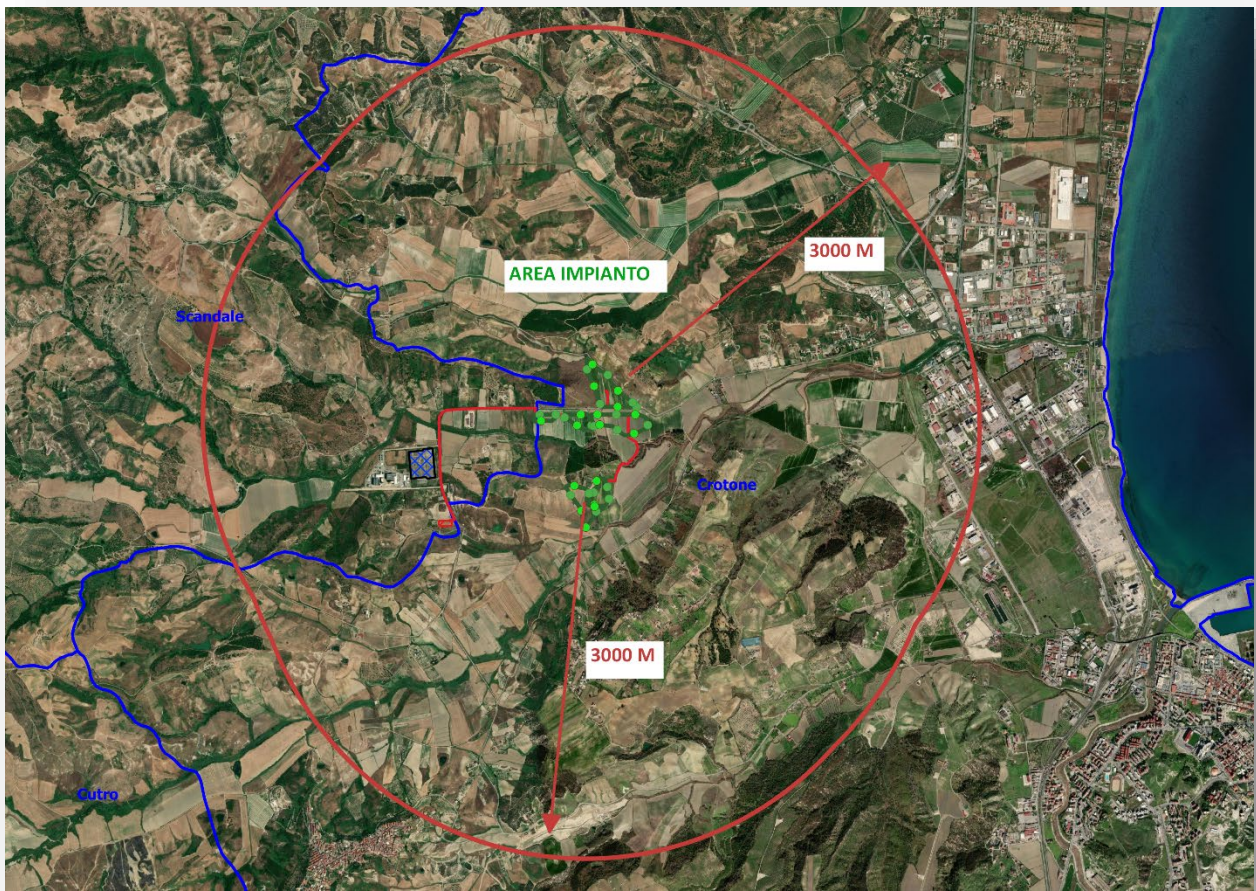 3000 M
AREA IMPIANTO
Scandale
Crotone
3000 M
Cutro